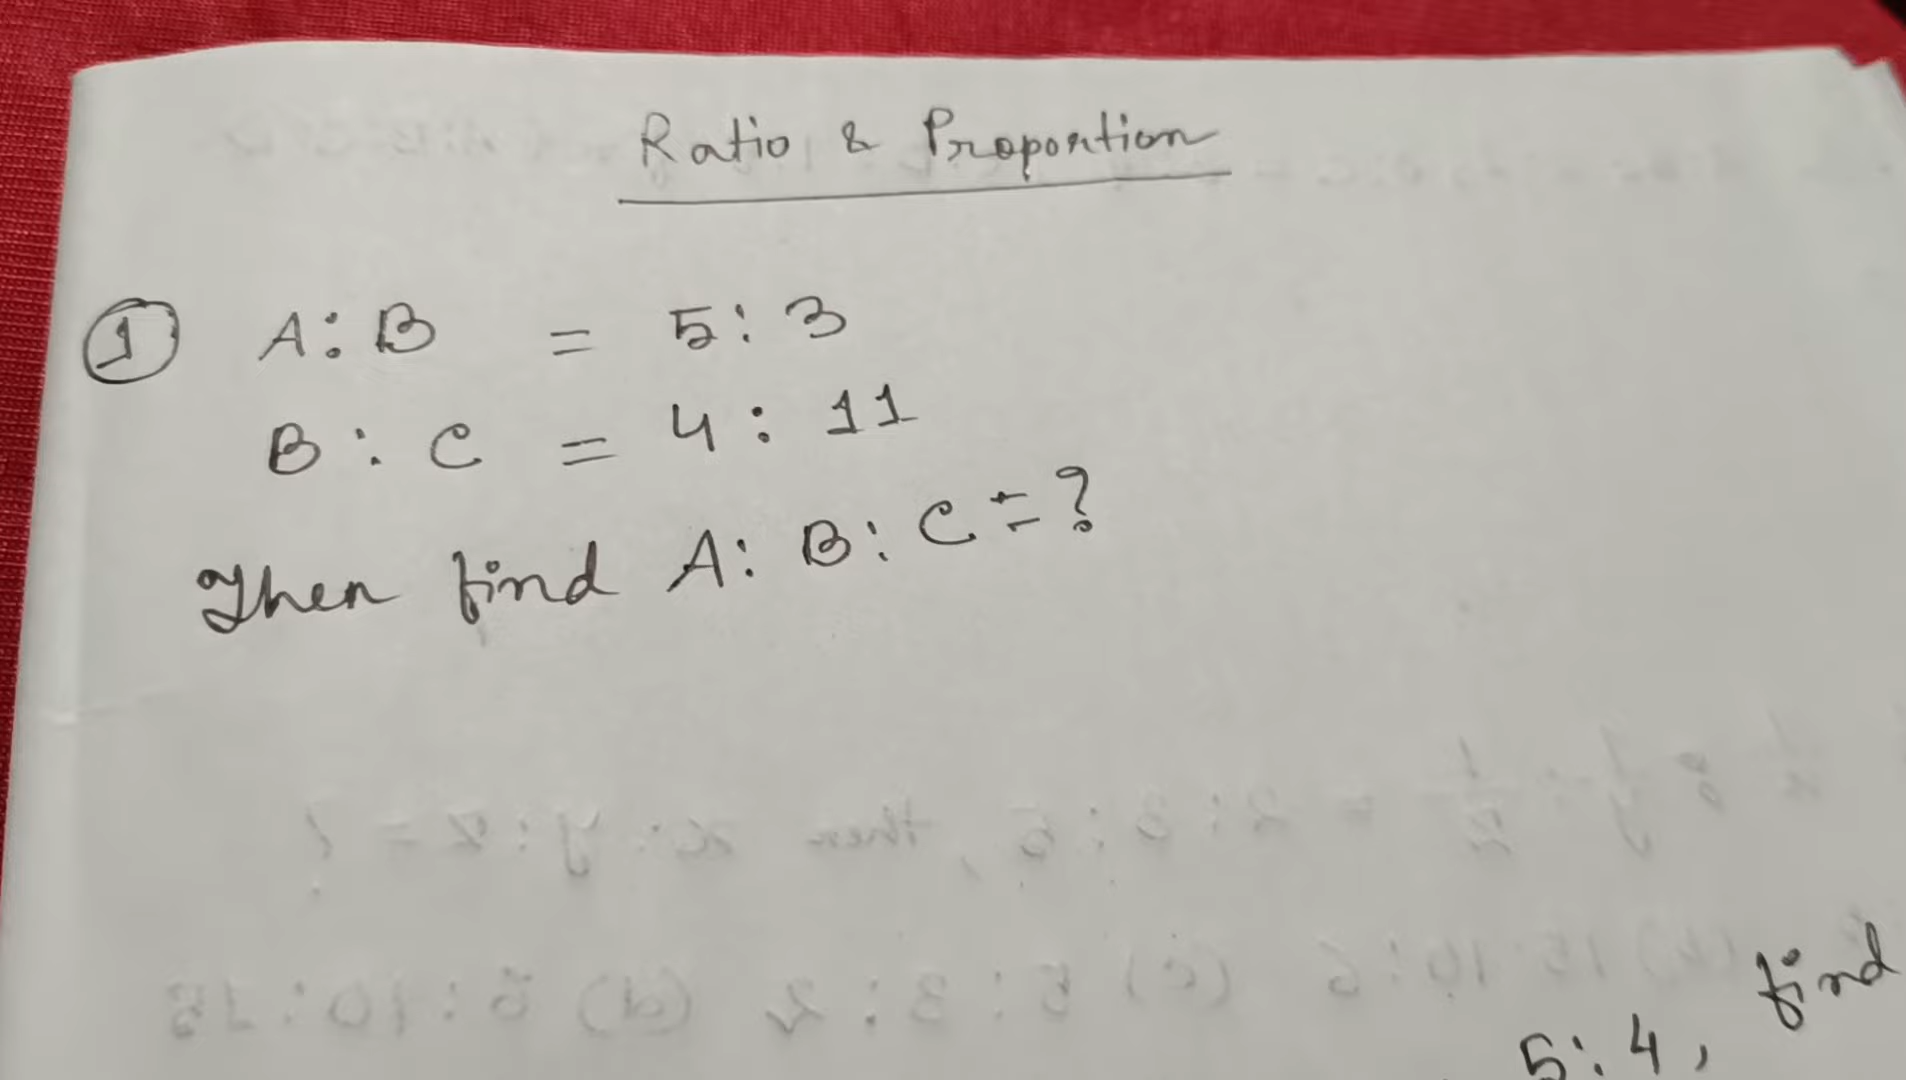 Ratio & Proportion
① A:B = 5:3
B:C = 4:11
Then find A:B:C=?
5:4, find